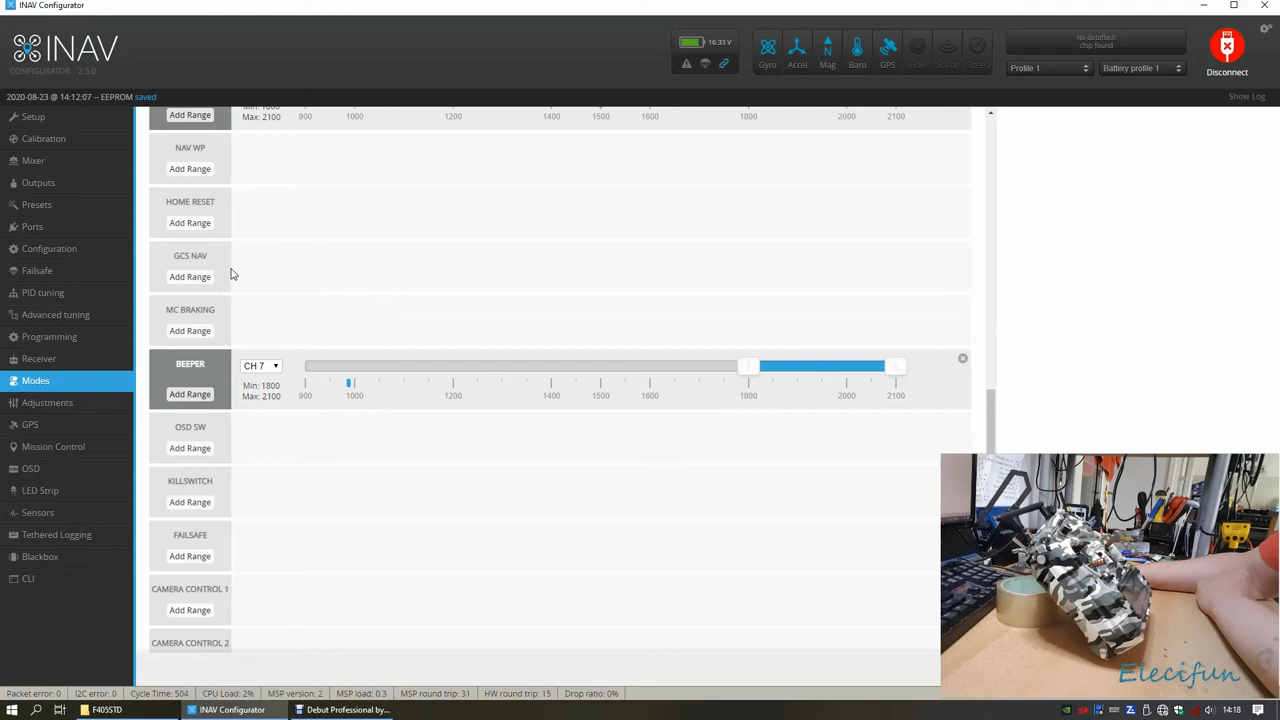 INAV Configurator
INAV
CONFIGURATOR 2.5.0
16.33 V
Gyro
Accel
Mag
Baro
GPS
Flow
Sonar
Speed
No dataflash
chip found
Profile 1
Battery profile 1
Disconnect
2020-08-23 @ 14:12:07 -- EEPROM saved
Show Log
Setup
Calibration
Mixer
Outputs
Presets
Ports
Configuration
Failsafe
PID tuning
Advanced tuning
Programming
Receiver
Modes
Adjustments
GPS
Mission Control
OSD
LED Strip
Sensors
Tethered Logging
Blackbox
CLI
Add Range
Min: 1800
Max: 2100
900 1000 1200 1400 1500 1600 1800 2000 2100
NAV WP
Add Range
HOME RESET
Add Range
GCS NAV
Add Range
MC BRAKING
Add Range
BEEPER
Add Range
CH 7
Min: 1800
Max: 2100
900 1000 1200 1400 1500 1600 1800 2000 2100
OSD SW
Add Range
KILLSWITCH
Add Range
FAILSAFE
Add Range
CAMERA CONTROL 1
Add Range
CAMERA CONTROL 2
Elecifun
Packet error: 0
I2C error: 0
Cycle Time: 504
CPU Load: 2%
MSP version: 2
MSP load: 0.3
MSP round trip: 31
HW round trip: 15
Drop ratio: 0%
F405STD
INAV Configurator
Debut Professional by...
14:18